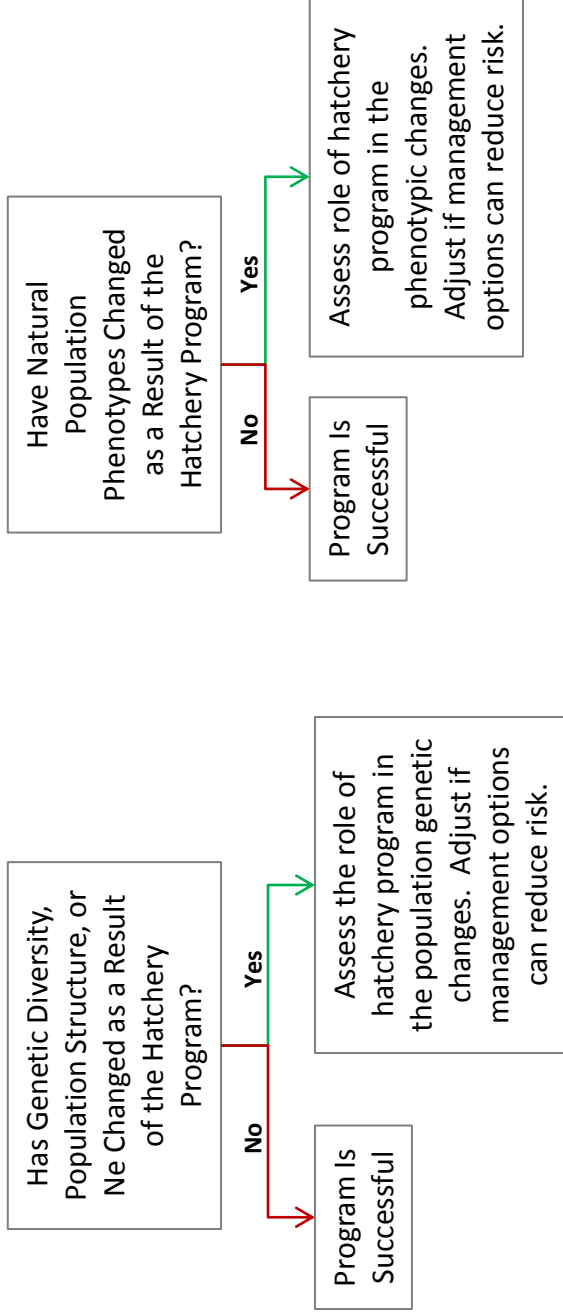 Has Genetic Diversity,
Population Structure, or
Ne Changed as a Result
of the Hatchery
Program?
No
Yes
Program Is
Successful
Assess the role of
hatchery program in
the population genetic
changes.  Adjust if
management options
can reduce risk.
Have Natural
Population
Phenotypes Changed
as a Result of the
Hatchery Program?
No
Yes
Program Is
Successful
Assess role of hatchery
program in the
phenotypic changes.
Adjust if management
options can reduce risk.